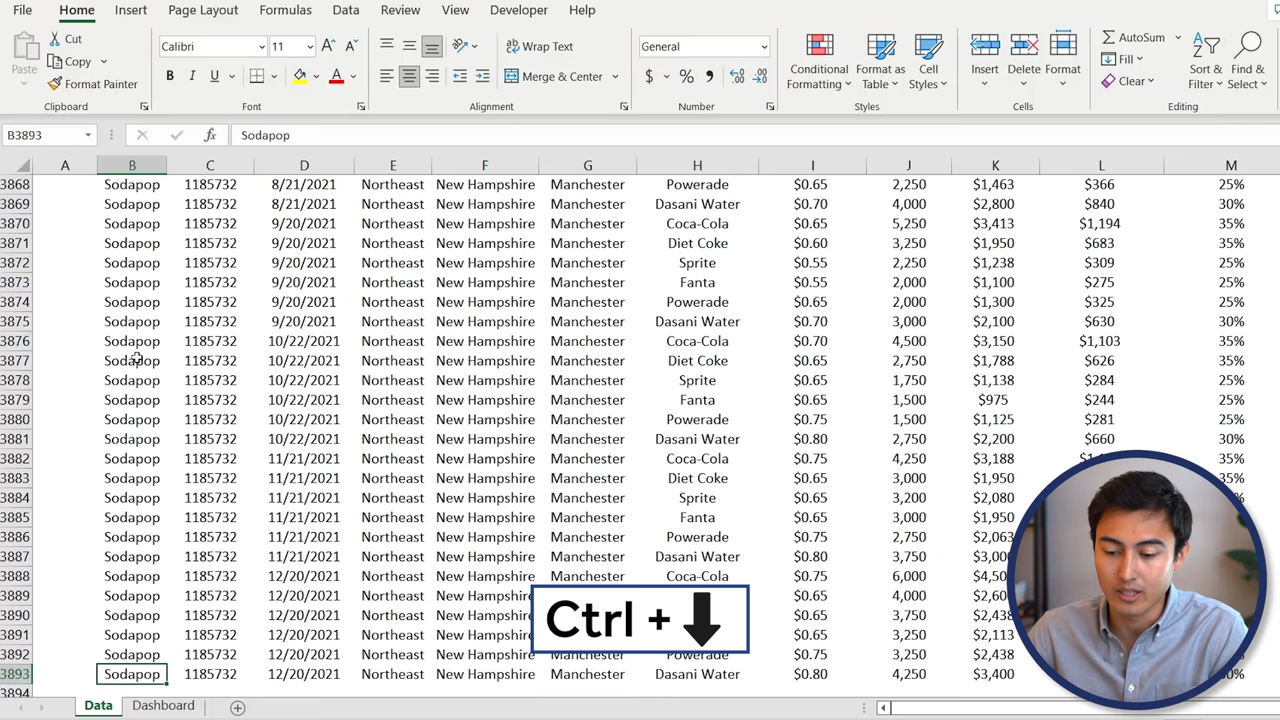 File Home Insert Page Layout Formulas Data Review View Developer Help
Paste
Cut
Copy
Format Painter
Clipboard
Calibri 11 A A
B I U A
Font
Wrap Text
Merge & Center
Alignment
General
$ % , .00
Number
Conditional Formatting
Format as Table
Cell Styles
Styles
Insert Delete Format
Cells
AutoSum
Fill
Clear
Sort & Filter
Find & Select
Editing
B3893 fx Sodapop
A B C D E F G H I J K L M
3868 Sodapop 1185732 8/21/2021 Northeast New Hampshire Manchester Powerade $0.65 2,250 $1,463 $366 25%
3869 Sodapop 1185732 8/21/2021 Northeast New Hampshire Manchester Dasani Water $0.70 4,000 $2,800 $840 30%
3870 Sodapop 1185732 9/20/2021 Northeast New Hampshire Manchester Coca-Cola $0.65 5,250 $3,413 $1,194 35%
3871 Sodapop 1185732 9/20/2021 Northeast New Hampshire Manchester Diet Coke $0.60 3,250 $1,950 $683 35%
3872 Sodapop 1185732 9/20/2021 Northeast New Hampshire Manchester Sprite $0.55 2,250 $1,238 $309 25%
3873 Sodapop 1185732 9/20/2021 Northeast New Hampshire Manchester Fanta $0.55 2,000 $1,100 $275 25%
3874 Sodapop 1185732 9/20/2021 Northeast New Hampshire Manchester Powerade $0.65 2,000 $1,300 $325 25%
3875 Sodapop 1185732 9/20/2021 Northeast New Hampshire Manchester Dasani Water $0.70 3,000 $2,100 $630 30%
3876 Sodapop 1185732 10/22/2021 Northeast New Hampshire Manchester Coca-Cola $0.70 4,500 $3,150 $1,103 35%
3877 Sodapop 1185732 10/22/2021 Northeast New Hampshire Manchester Diet Coke $0.65 2,750 $1,788 $626 35%
3878 Sodapop 1185732 10/22/2021 Northeast New Hampshire Manchester Sprite $0.65 1,750 $1,138 $284 25%
3879 Sodapop 1185732 10/22/2021 Northeast New Hampshire Manchester Fanta $0.65 1,500 $975 $244 25%
3880 Sodapop 1185732 10/22/2021 Northeast New Hampshire Manchester Powerade $0.75 1,500 $1,125 $281 25%
3881 Sodapop 1185732 10/22/2021 Northeast New Hampshire Manchester Dasani Water $0.80 2,750 $2,200 $660 30%
3882 Sodapop 1185732 11/21/2021 Northeast New Hampshire Manchester Coca-Cola $0.75 4,250 $3,188 35%
3883 Sodapop 1185732 11/21/2021 Northeast New Hampshire Manchester Diet Coke $0.65 3,000 $1,950 35%
3884 Sodapop 1185732 11/21/2021 Northeast New Hampshire Manchester Sprite $0.65 3,200 $2,080
3885 Sodapop 1185732 11/21/2021 Northeast New Hampshire Manchester Fanta $0.65 3,000 $1,950
3886 Sodapop 1185732 11/21/2021 Northeast New Hampshire Manchester Powerade $0.75 2,750 $2,063
3887 Sodapop 1185732 11/21/2021 Northeast New Hampshire Manchester Dasani Water $0.80 3,750 $3,000
3888 Sodapop 1185732 12/20/2021 Northeast New Hampshire Manchester Coca-Cola $0.75 6,000
3889 Sodapop 1185732 12/20/2021 Northeast New Hampshire $0.65 4,000
3890 Sodapop 1185732 12/20/2021 Northeast New Hampshire $0.65 3,750 $2,438
3891 Sodapop 1185732 12/20/2021 Northeast New Hampshire $0.65 3,250 $2,113
3892 Sodapop 1185732 12/20/2021 Northeast New Hampshire Manchester Powerade $0.75 3,250 $2,438
3893 Sodapop 1185732 12/20/2021 Northeast New Hampshire Manchester Dasani Water $0.80 4,250 $3,400
3894
Ctrl +
Data Dashboard